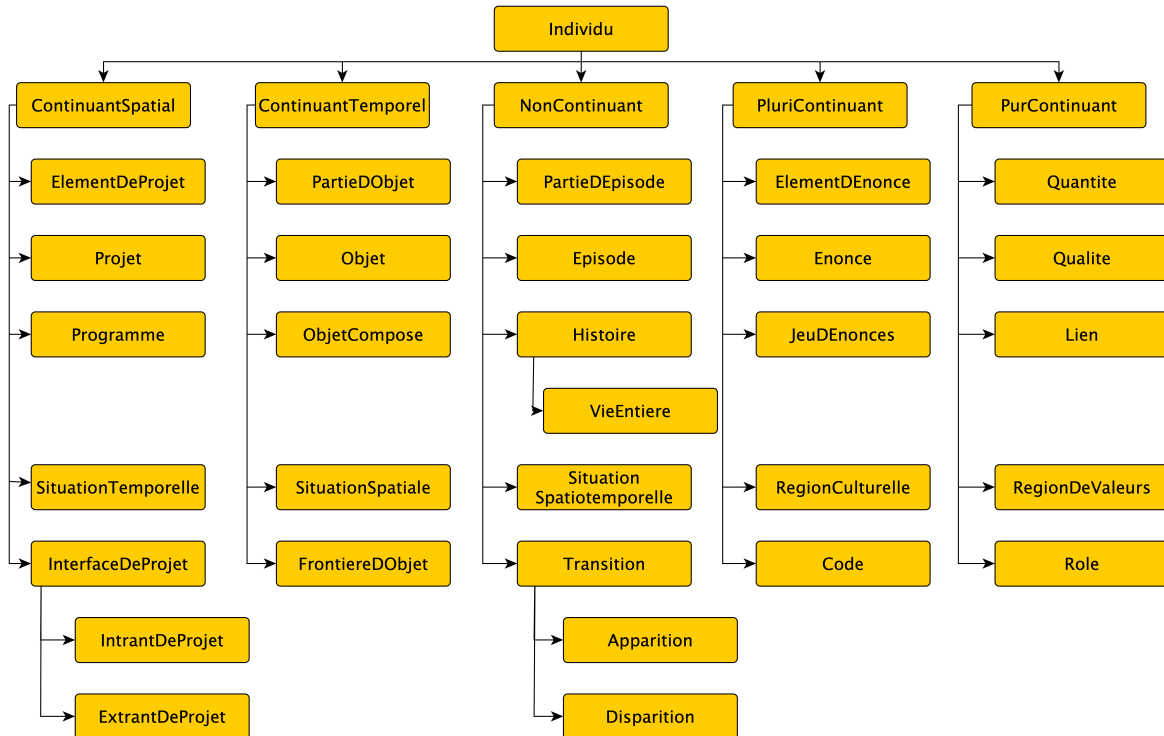 Individu
ContinuantSpatial
ContinuantTemporel
NonContinuant
PluriContinuant
PurContinuant
ElementDeProjet
PartieDObjet
PartieDEpisode
ElementDEnonce
Quantite
Projet
Objet
Episode
Enonce
Qualite
Programme
ObjetCompose
Histoire
JeuDEnonces
Lien
VieEntiere
SituationTemporelle
SituationSpatiale
Situation
Spatiotemporelle
RegionCulturelle
RegionDeValeurs
InterfaceDeProjet
FrontiereDObjet
Transition
Code
Role
IntrantDeProjet
Apparition
ExtrantDeProjet
Disparition